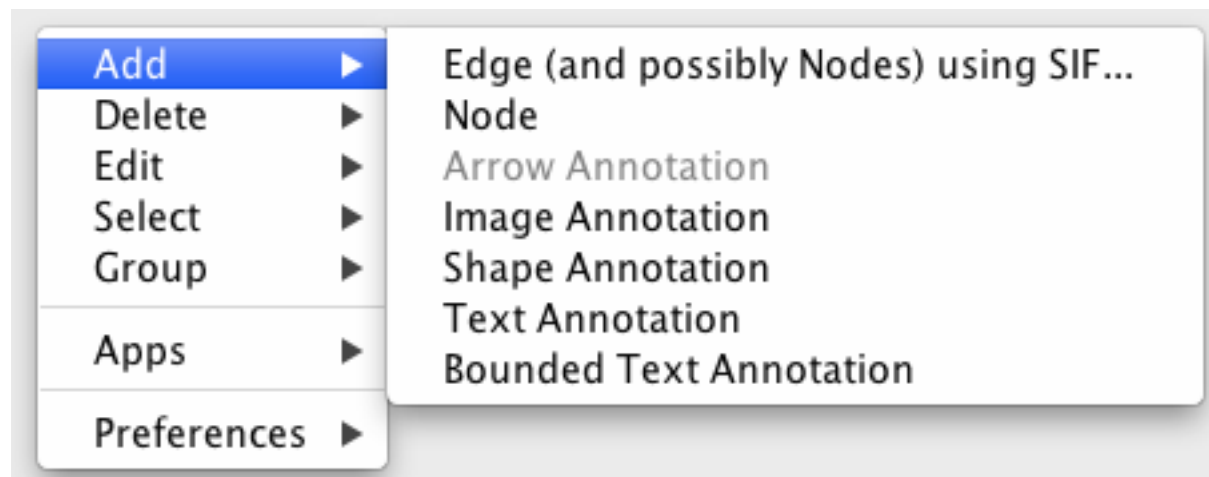 Add
Delete
Edit
Select
Group
Apps
Preferences
Edge (and possibly Nodes) using SIF...
Node
Arrow Annotation
Image Annotation
Shape Annotation
Text Annotation
Bounded Text Annotation